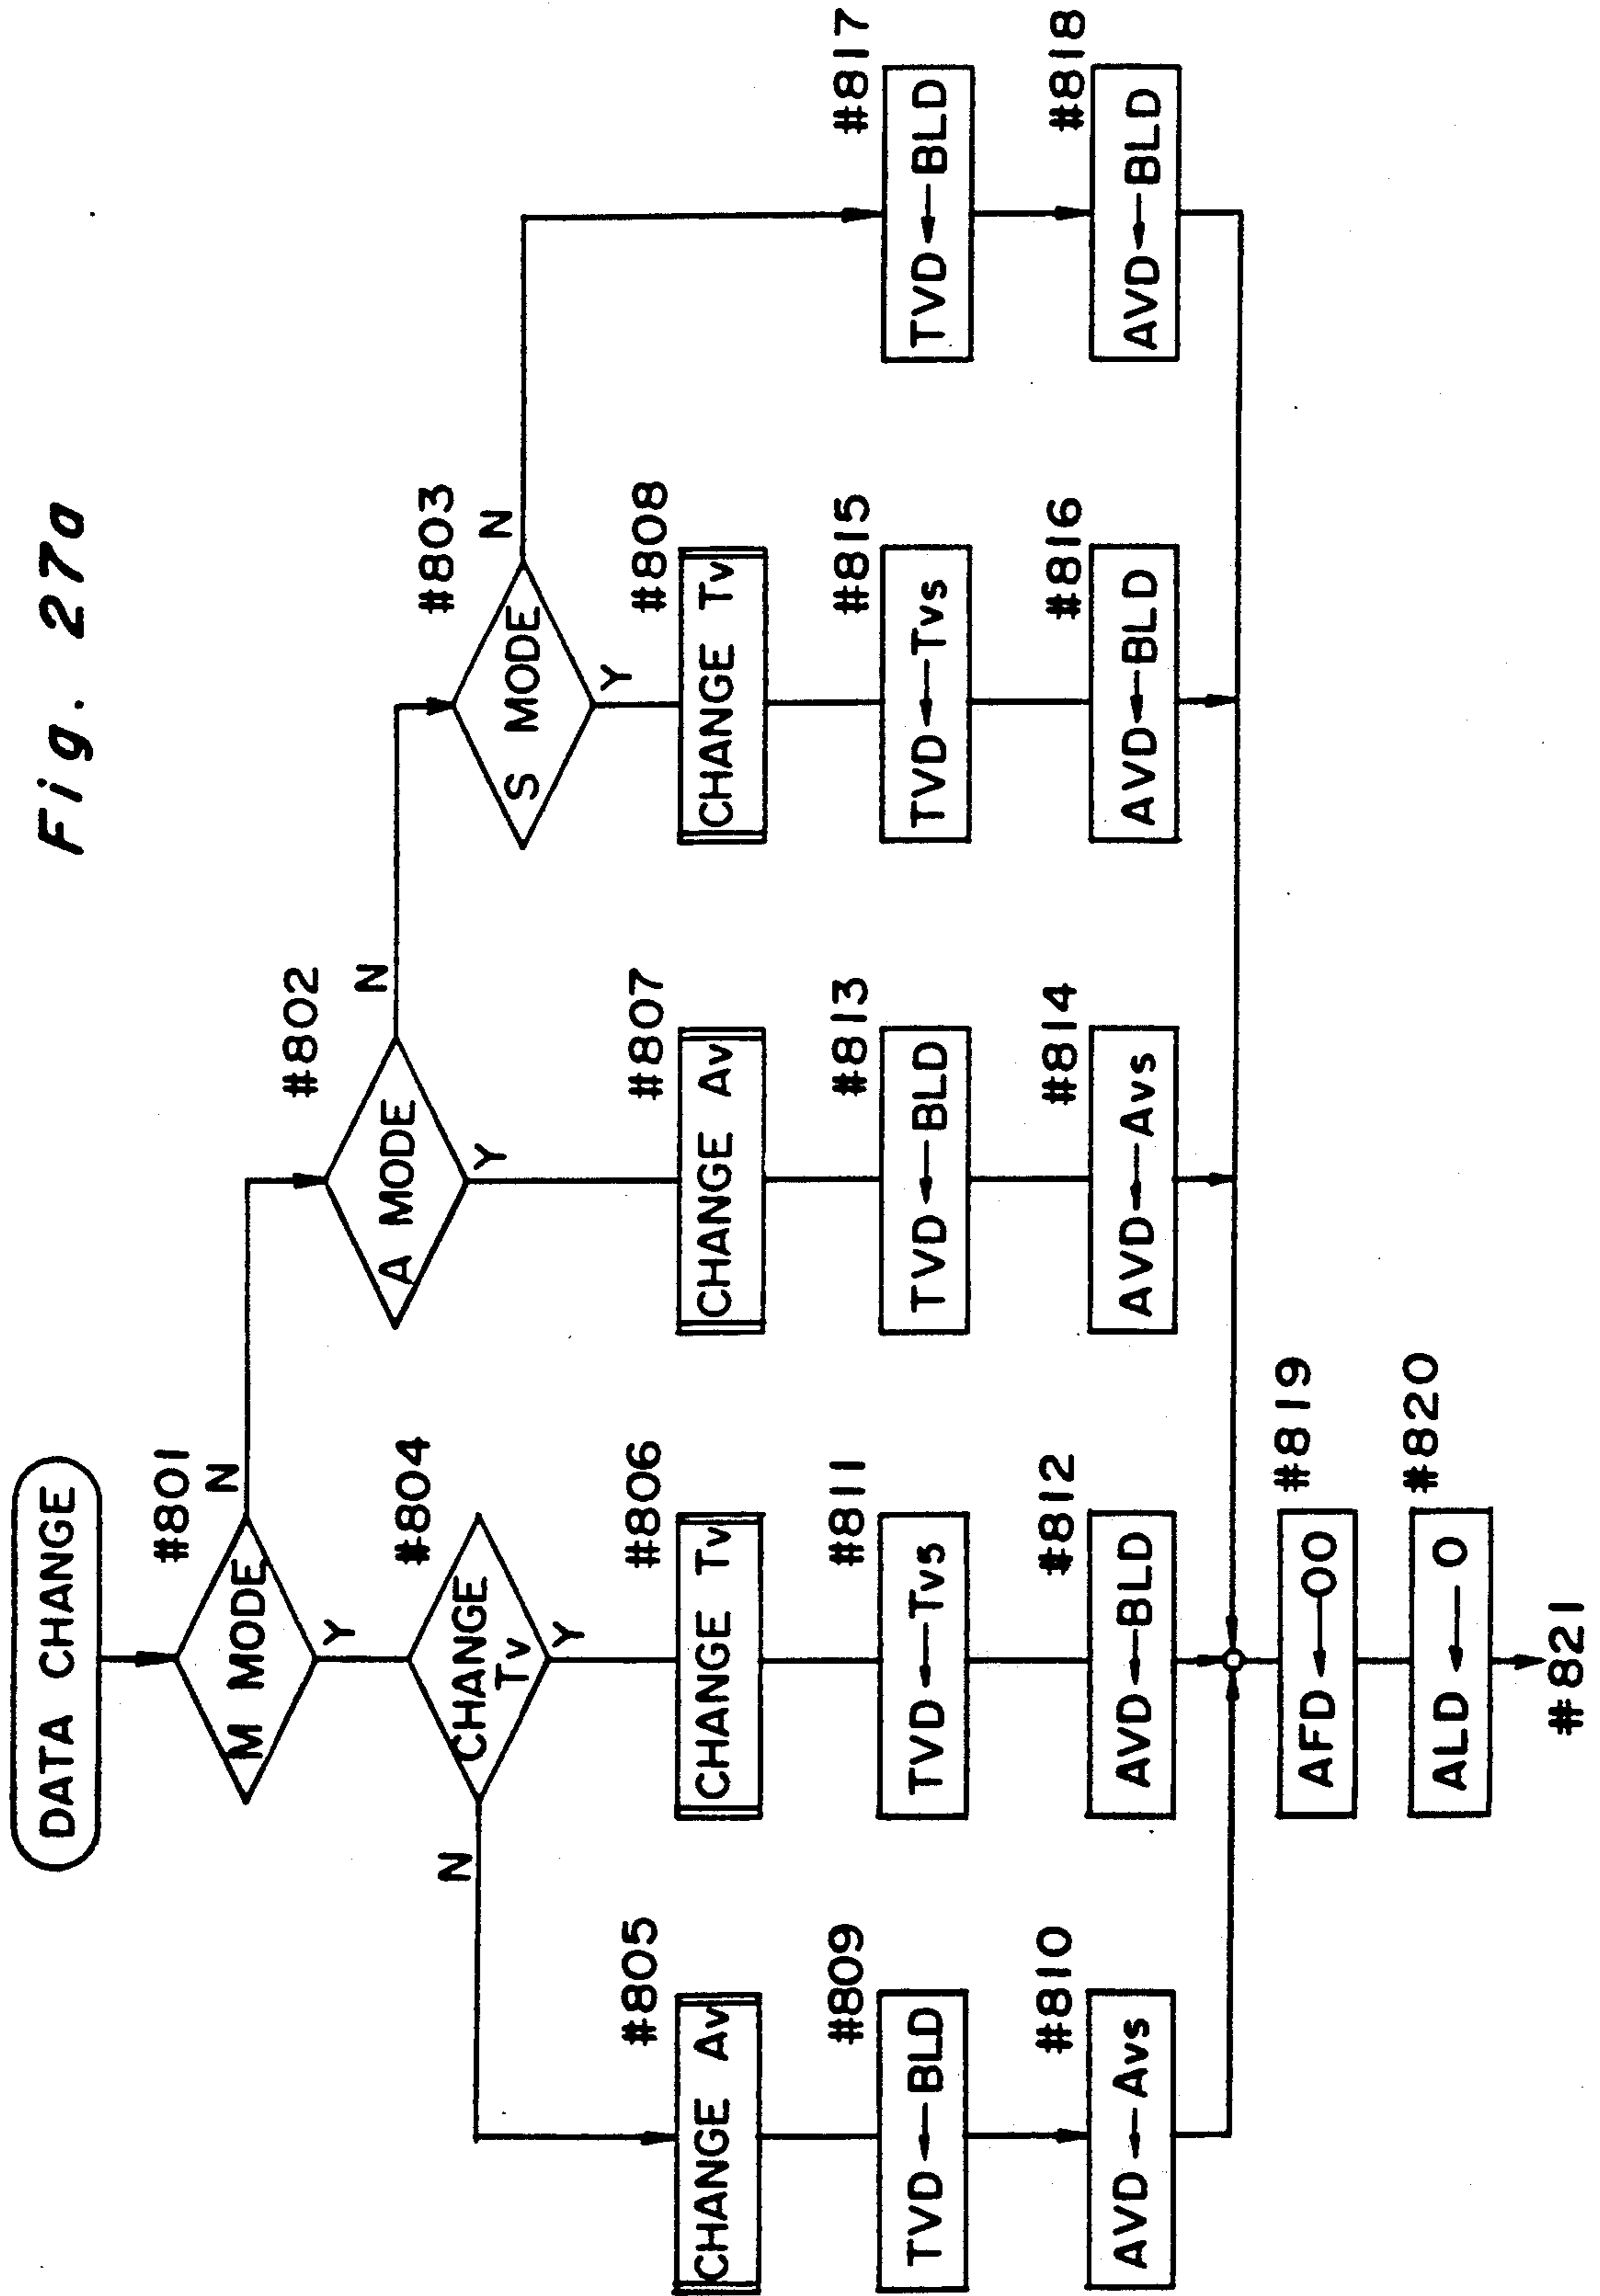 Fig. 27a
DATA CHANGE
#801
M MODE
N
Y
#802
A MODE
N
Y
#803
S MODE
N
Y
#804
CHANGE
Tv
N
Y
#805
CHANGE Av
#806
CHANGE Tv
#807
CHANGE Av
#808
CHANGE Tv
#809
TVD←BLD
#811
TVD←Tvs
#813
TVD←BLD
#815
TVD←Tvs
#817
TVD←BLD
#810
AVD←Avs
#812
AVD←BLD
#814
AVD←Avs
#816
AVD←BLD
#818
AVD←BLD
#819
AFD←00
#820
ALD←0
#821